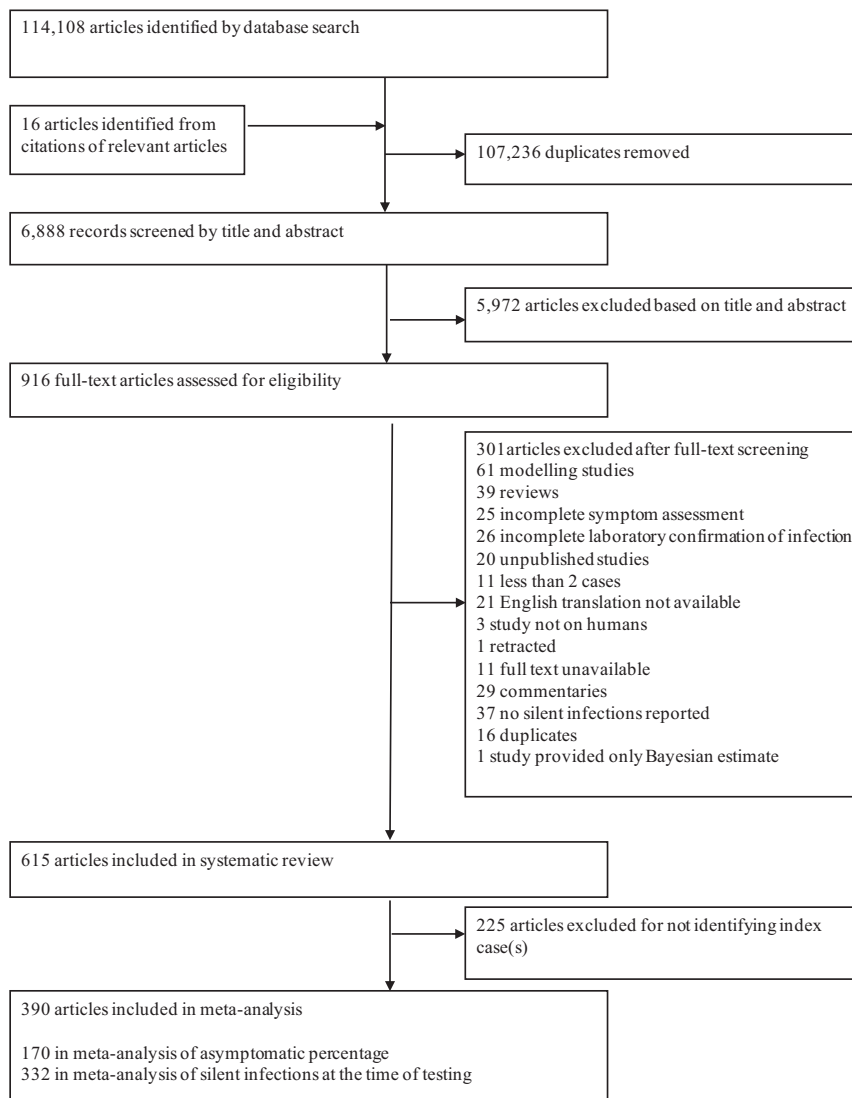 114,108 articles identified by database search
16 articles identified from
citations of relevant articles
107,236 duplicates removed
6,888 records screened by title and abstract
5,972 articles excluded based on title and abstract
916 full-text articles assessed for eligibility
301 articles excluded after full-text screening
61 modelling studies
39 reviews
25 incomplete symptom assessment
26 incomplete laboratory confirmation of infection
20 unpublished studies
11 less than 2 cases
21 English translation not available
3 study not on humans
1 retracted
11 full text unavailable
29 commentaries
37 no silent infections reported
16 duplicates
1 study provided only Bayesian estimate
615 articles included in systematic review
225 articles excluded for not identifying index
case(s)
390 articles included in meta-analysis
170 in meta-analysis of asymptomatic percentage
332 in meta-analysis of silent infections at the time of testing